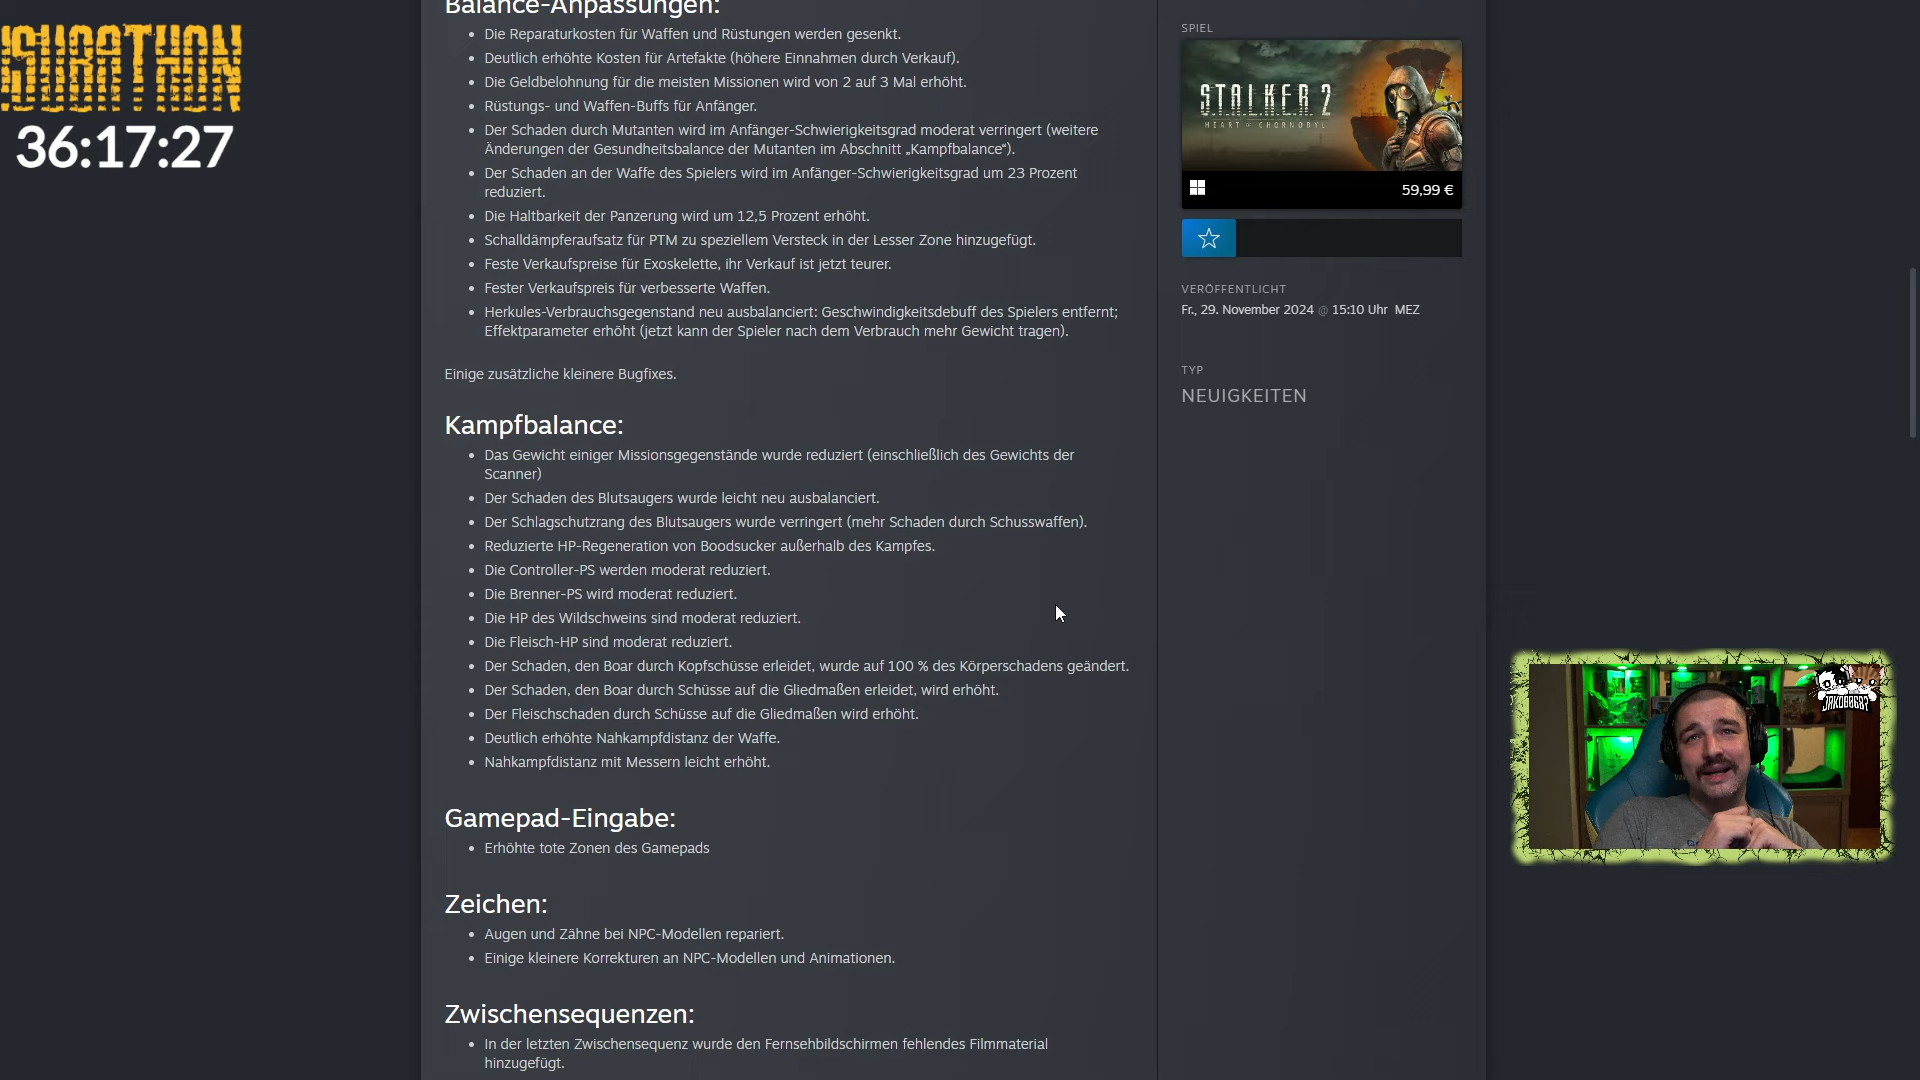 Balance-Anpassungen:
Die Reparaturkosten für Waffen und Rüstungen werden gesenkt.
Deutlich erhöhte Kosten für Artefakte (höhere Einnahmen durch Verkauf).
Die Geldbelohnung für die meisten Missionen wird von 2 auf 3 Mal erhöht.
Rüstungs- und Waffen-Buffs für Anfänger.
Der Schaden durch Mutanten wird im Anfänger-Schwierigkeitsgrad moderat verringert (weitere
Änderungen der Gesundheitsbalance der Mutanten im Abschnitt „Kampfbalance“).
Der Schaden an der Waffe des Spielers wird im Anfänger-Schwierigkeitsgrad um 23 Prozent
reduziert.
Die Haltbarkeit der Panzerung wird um 12,5 Prozent erhöht.
Schalldämpferaufsatz für PTM zu speziellem Versteck in der Lesser Zone hinzugefügt.
Feste Verkaufspreise für Exoskelette, ihr Verkauf ist jetzt teurer.
Fester Verkaufspreis für verbesserte Waffen.
Herkules-Verbrauchsgegenstand neu ausbalanciert: Geschwindigkeitsdebuff des Spielers entfernt;
Effektparameter erhöht (jetzt kann der Spieler nach dem Verbrauch mehr Gewicht tragen).
Einige zusätzliche kleinere Bugfixes.
Kampfbalance:
Das Gewicht einiger Missionsgegenstände wurde reduziert (einschließlich des Gewichts der
Scanner)
Der Schaden des Blutsaugers wurde leicht neu ausbalanciert.
Der Schlagschutzrang des Blutsaugers wurde verringert (mehr Schaden durch Schusswaffen).
Reduzierte HP-Regeneration von Boodsucker außerhalb des Kampfes.
Die Controller-PS werden moderat reduziert.
Die Brenner-PS wird moderat reduziert.
Die HP des Wildschweins sind moderat reduziert.
Die Fleisch-HP sind moderat reduziert.
Der Schaden, den Boar durch Kopfschüsse erleidet, wurde auf 100 % des Körperschadens geändert.
Der Schaden, den Boar durch Schüsse auf die Gliedmaßen erleidet, wird erhöht.
Der Fleischschaden durch Schüsse auf die Gliedmaßen wird erhöht.
Deutlich erhöhte Nahkampfdistanz der Waffe.
Nahkampfdistanz mit Messern leicht erhöht.
Gamepad-Eingabe:
Erhöhte tote Zonen des Gamepads
Zeichen:
Augen und Zähne bei NPC-Modellen repariert.
Einige kleinere Korrekturen an NPC-Modellen und Animationen.
Zwischensequenzen:
In der letzten Zwischensequenz wurde den Fernsehbildschirmen fehlendes Filmmaterial
hinzugefügt.
SPIEL
S.T.A.L.K.E.R. 2
HEART OF CHORNOBYL
59,99 €
VERÖFFENTLICHT
Fr., 29. November 2024 @ 15:10 Uhr MEZ
TYP
NEUIGKEITEN
SUBATHON
36:17:27
JAKOB0687